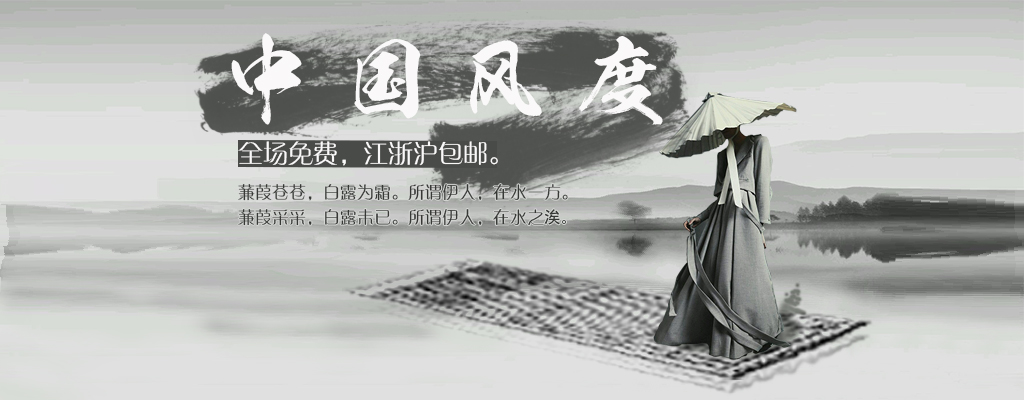 中国风度
全场免费，江浙沪包邮。
蒹葭苍苍，白露为霜。所谓伊人，在水一方。
蒹葭采采，白露未已。所谓伊人，在水之涘。